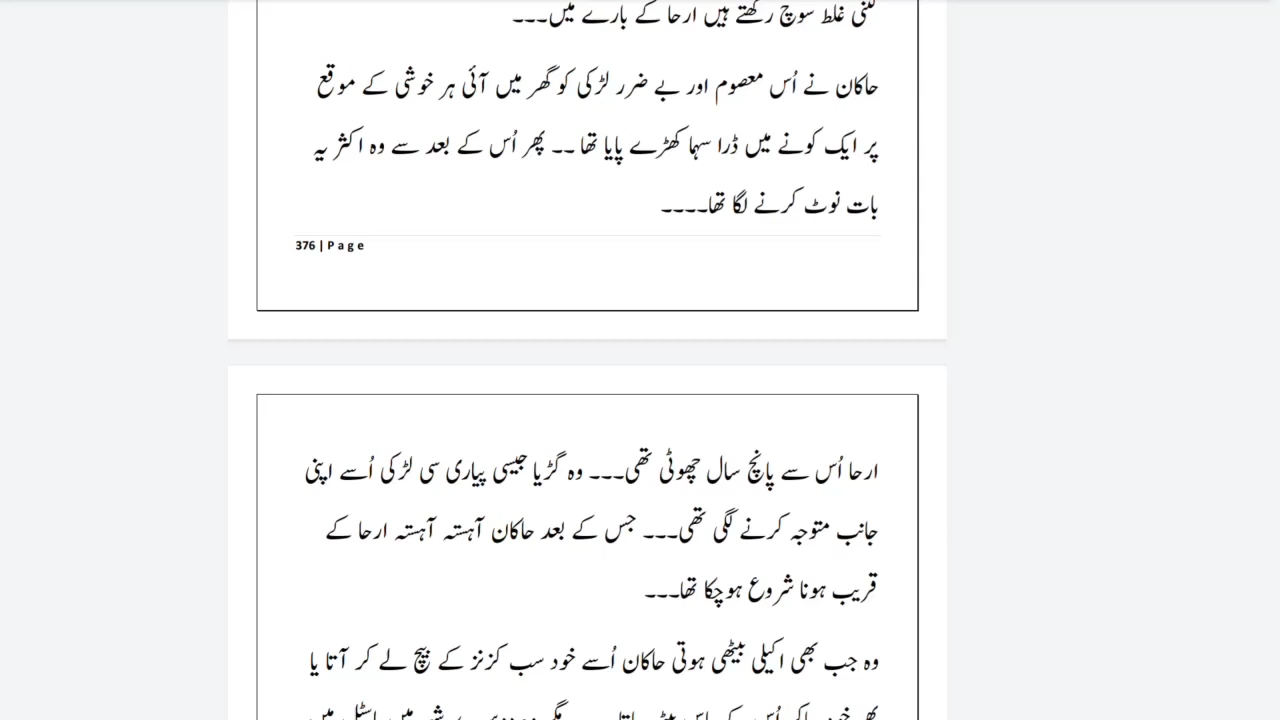 کتنی غلط سوچ رکھتے ہیں ارحا کے بارے میں۔۔۔
حاکان نے اُس معصوم اور بے ضرر لڑکی کو گھر میں آئی ہر خوشی کے موقع
پر ایک کونے میں ڈرا سہما کھڑے پایا تھا ۔۔ پھر اُس کے بعد سے وہ اکثر یہ
بات نوٹ کرنے لگا تھا۔۔۔۔
376 | P a g e
ارحا اُس سے پانچ سال چھوٹی تھی۔۔۔ وہ گڑیا جیسی پیاری سی لڑکی اُسے اپنی
جانب متوجہ کرنے لگی تھی۔۔۔ جس کے بعد حاکان آہستہ آہستہ ارحا کے
قریب ہونا شروع ہوچکا تھا۔۔۔
وہ جب بھی اکیلی بیٹھی ہوتی حاکان اُسے خود سب کزنز کے بیچ لے کر آتا یا